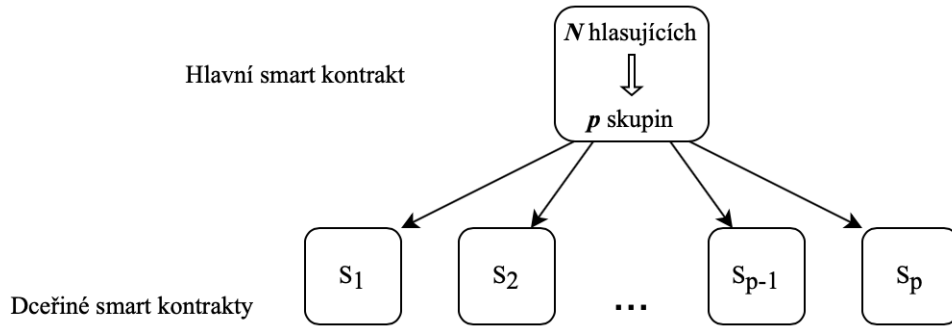 N hlasujících
Hlavní smart kontrakt
p skupin
S1
S2
...
Sp-1
Sp
Dceřiné smart kontrakty